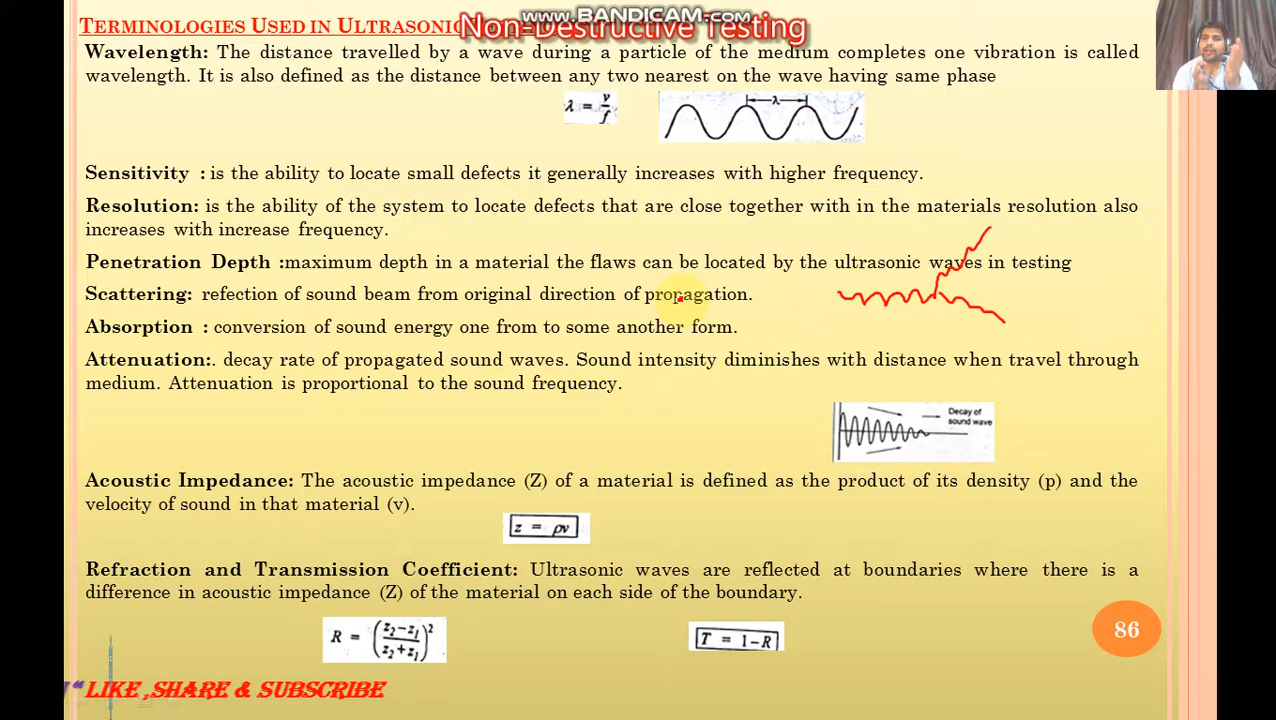 TERMINOLOGIES USED IN ULTRASONIC
www.BANDICAM.com
Non-Destructive Testing
Wavelength: The distance travelled by a wave during a particle of the medium completes one vibration is called
wavelength. It is also defined as the distance between any two nearest on the wave having same phase
λ = v/f
λ
Sensitivity : is the ability to locate small defects it generally increases with higher frequency.
Resolution: is the ability of the system to locate defects that are close together with in the materials resolution also
increases with increase frequency.
Penetration Depth :maximum depth in a material the flaws can be located by the ultrasonic waves in testing
Scattering: refection of sound beam from original direction of propagation.
Absorption : conversion of sound energy one from to some another form.
Attenuation:. decay rate of propagated sound waves. Sound intensity diminishes with distance when travel through
medium. Attenuation is proportional to the sound frequency.
Decay of
sound wave
Acoustic Impedance: The acoustic impedance (Z) of a material is defined as the product of its density (p) and the
velocity of sound in that material (v).
z = ρv
Refraction and Transmission Coefficient: Ultrasonic waves are reflected at boundaries where there is a
difference in acoustic impedance (Z) of the material on each side of the boundary.
R = (z₂−z₁/z₂+z₁)²
T = 1−R
86
"LIKE ,SHARE & SUBSCRIBE